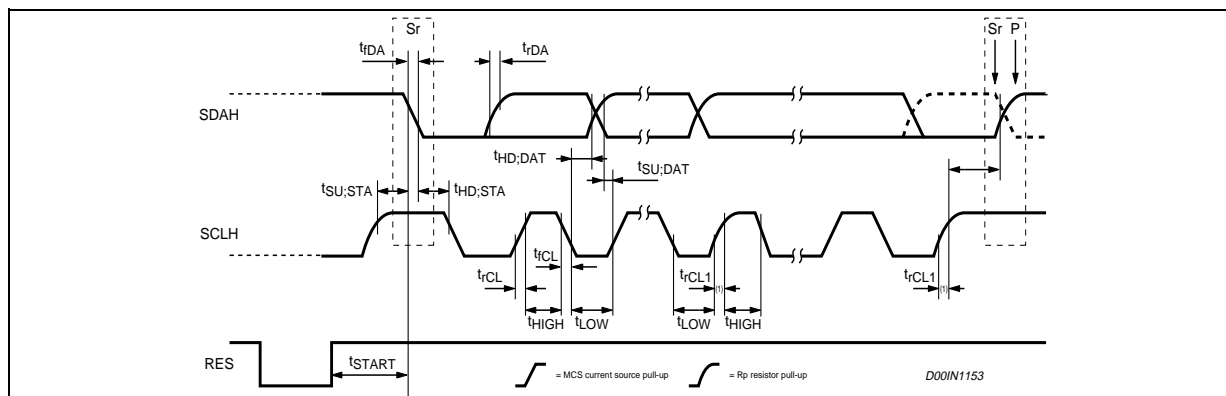 Sr
Sr P
tfDA
trDA
SDAH
tHD;DAT
tSU;DAT
tSU;STA
tHD;STA
SCLH
tfCL
trCL
trCL1
(1)
trCL1
(1)
tHIGH
tLOW
tLOW
tHIGH
RES
tSTART
= MCS current source pull-up
= Rp resistor pull-up
D00IN1153